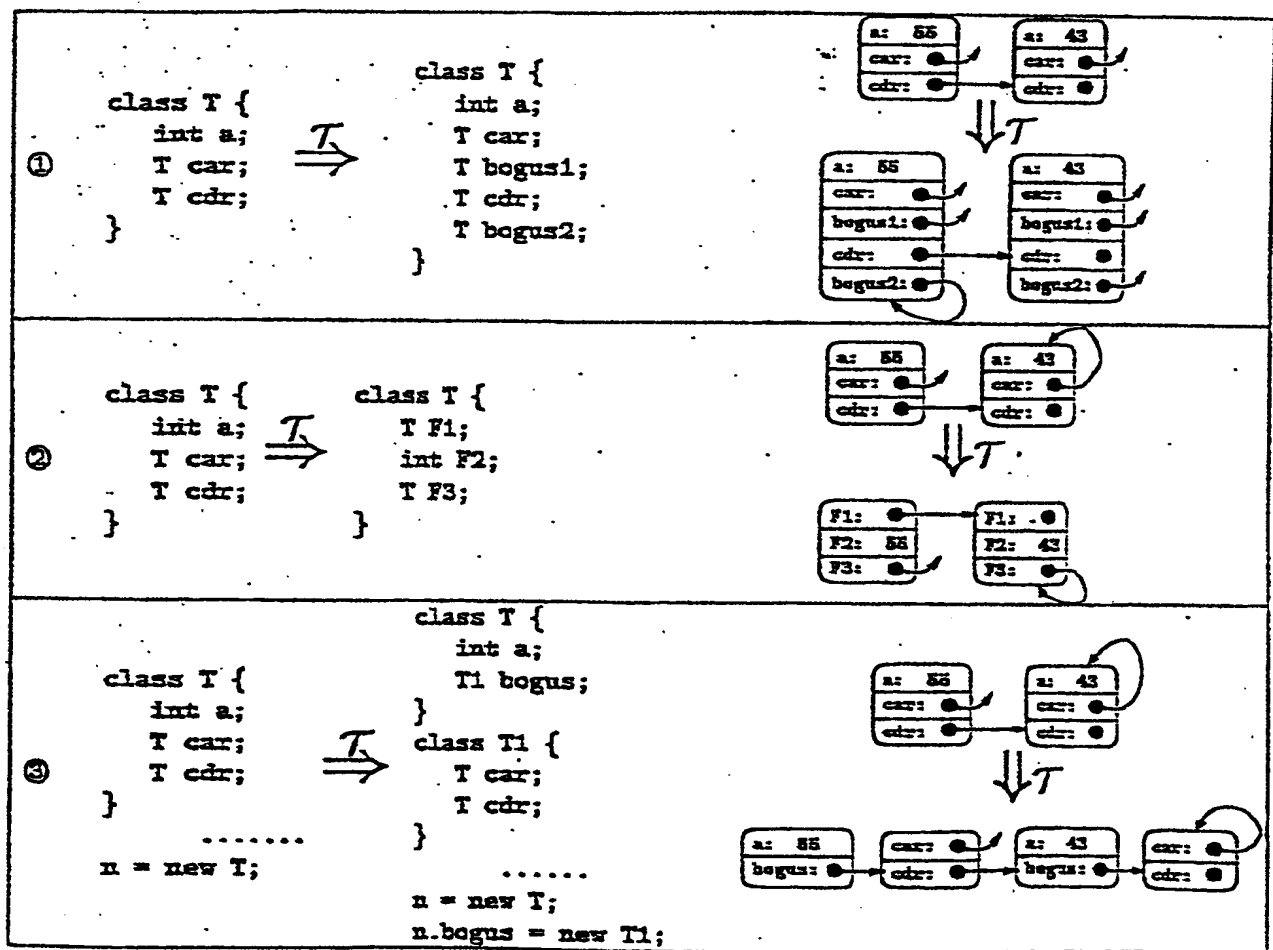 ①
class T {
int a;
T car;
T cdr;
}
T
class T {
int a;
T car;
T bogus1;
T cdr;
T bogus2;
}
a: 55
car:
cdr:
a: 43
car:
cdr:
T
a: 55
car:
bogus1:
cdr:
bogus2:
a: 43
car:
bogus1:
cdr:
bogus2:
②
class T {
int a;
T car;
T cdr;
}
T
class T {
T F1;
int F2;
T F3;
}
a: 55
car:
cdr:
a: 43
car:
cdr:
T
F1:
F2: 55
F3:
F1:
F2: 43
F3:
③
class T {
int a;
T car;
T cdr;
}
.......
n = new T;
T
class T {
int a;
T1 bogus;
}
class T1 {
T car;
T cdr;
}
......
n = new T;
n.bogus = new T1;
a: 55
car:
cdr:
a: 43
car:
cdr:
T
a: 55
bogus:
car:
cdr:
a: 43
bogus:
car:
cdr: